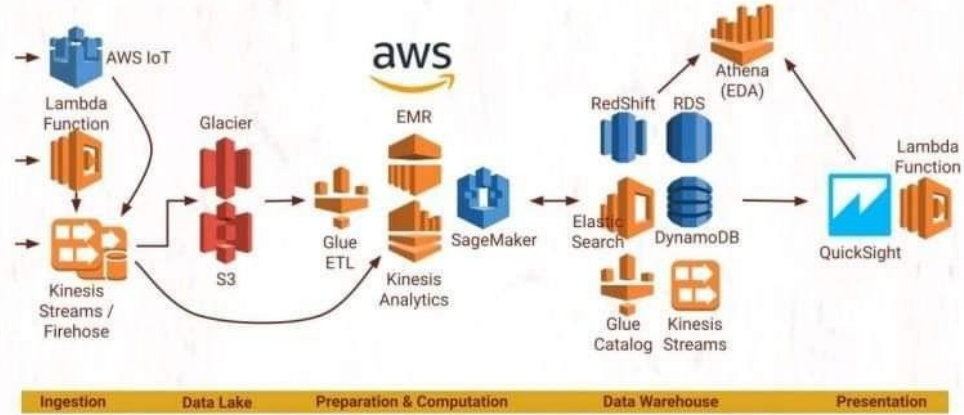 AWS IoT
Lambda
Function
Kinesis
Streams /
Firehose
Glacier
S3
aws
EMR
Glue
ETL
Kinesis
Analytics
SageMaker
RedShift
RDS
Elastic
Search
DynamoDB
Glue
Catalog
Kinesis
Streams
Athena
(EDA)
Lambda
Function
QuickSight
Ingestion
Data Lake
Preparation & Computation
Data Warehouse
Presentation